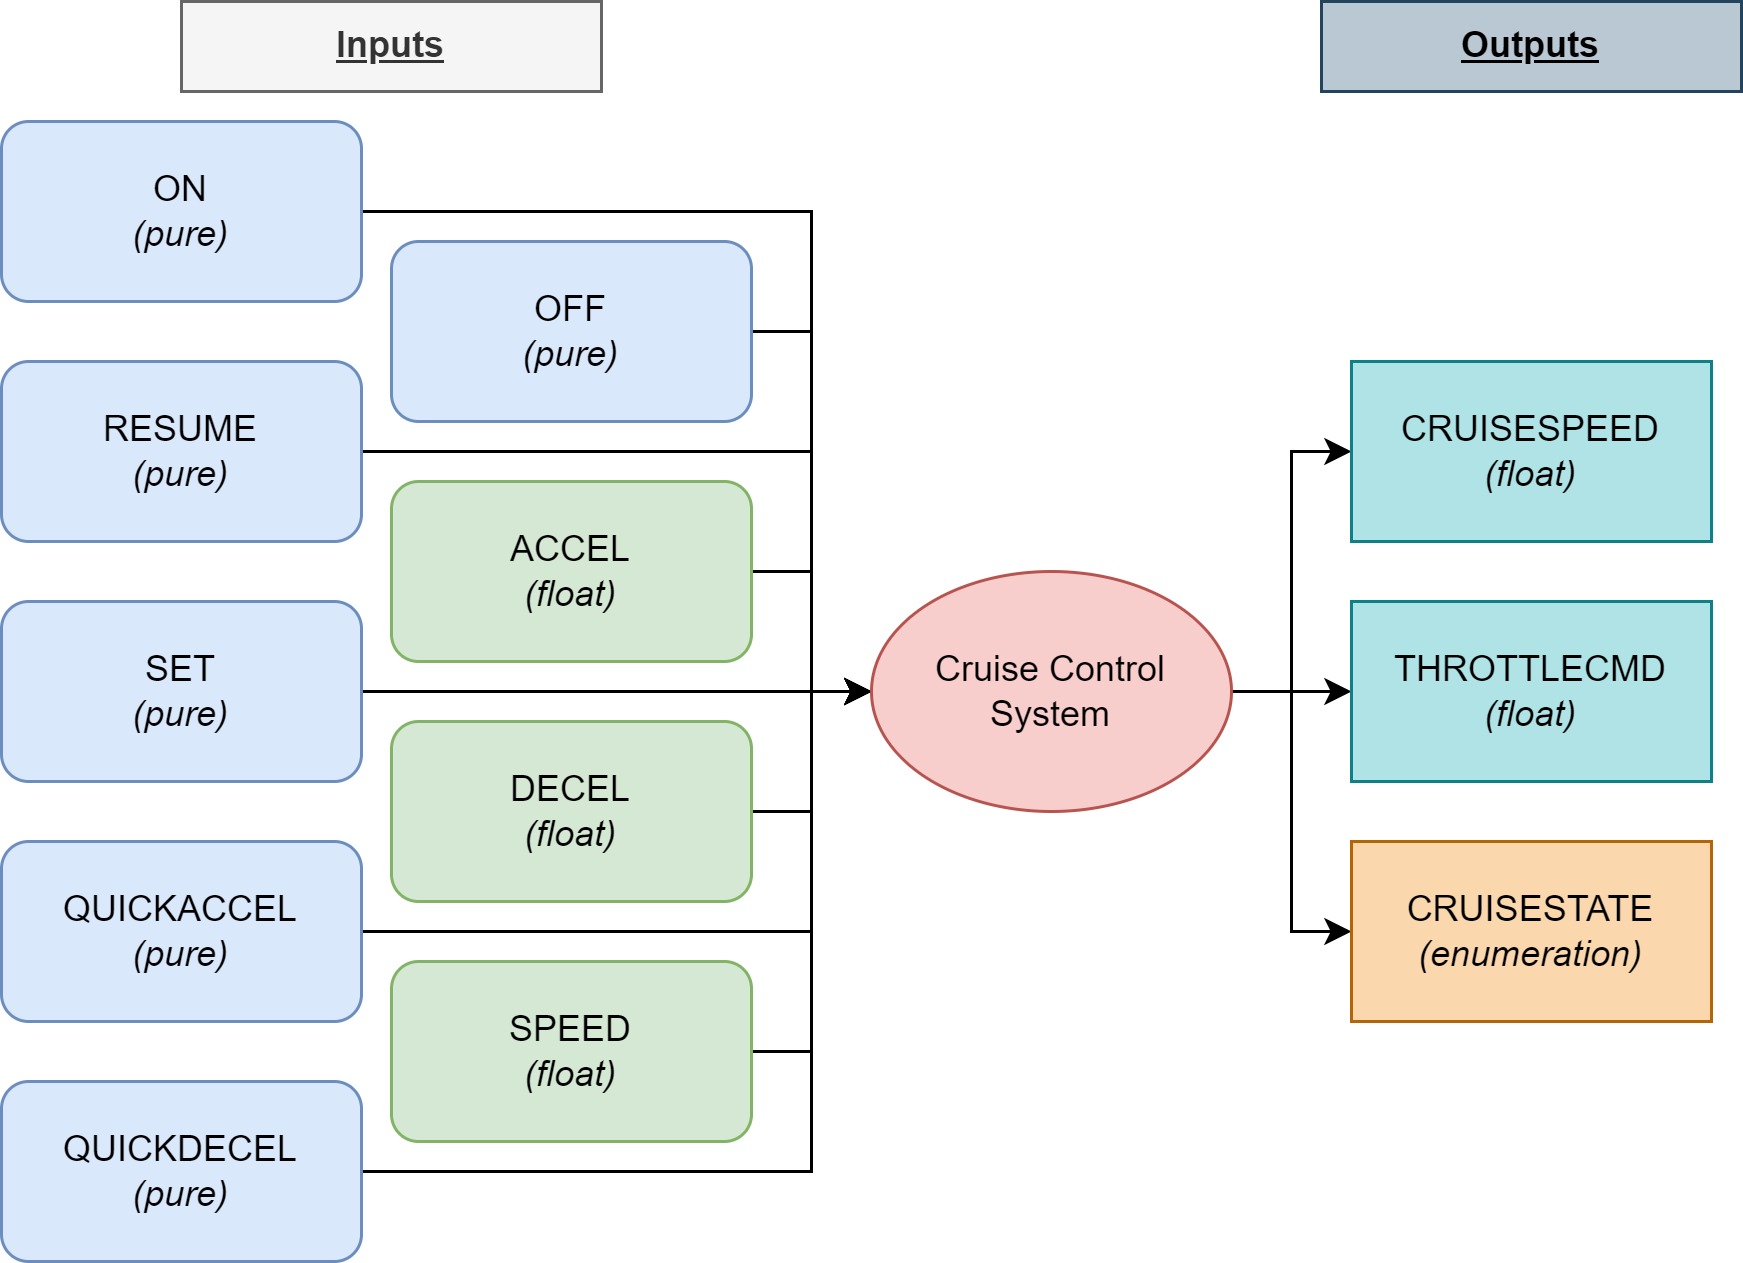 Inputs
Outputs
ON
(pure)
OFF
(pure)
RESUME
(pure)
CRUISESPEED
(float)
ACCEL
(float)
SET
(pure)
Cruise Control
System
THROTTLECMD
(float)
DECEL
(float)
QUICKACCEL
(pure)
CRUISESTATE
(enumeration)
SPEED
(float)
QUICKDECEL
(pure)